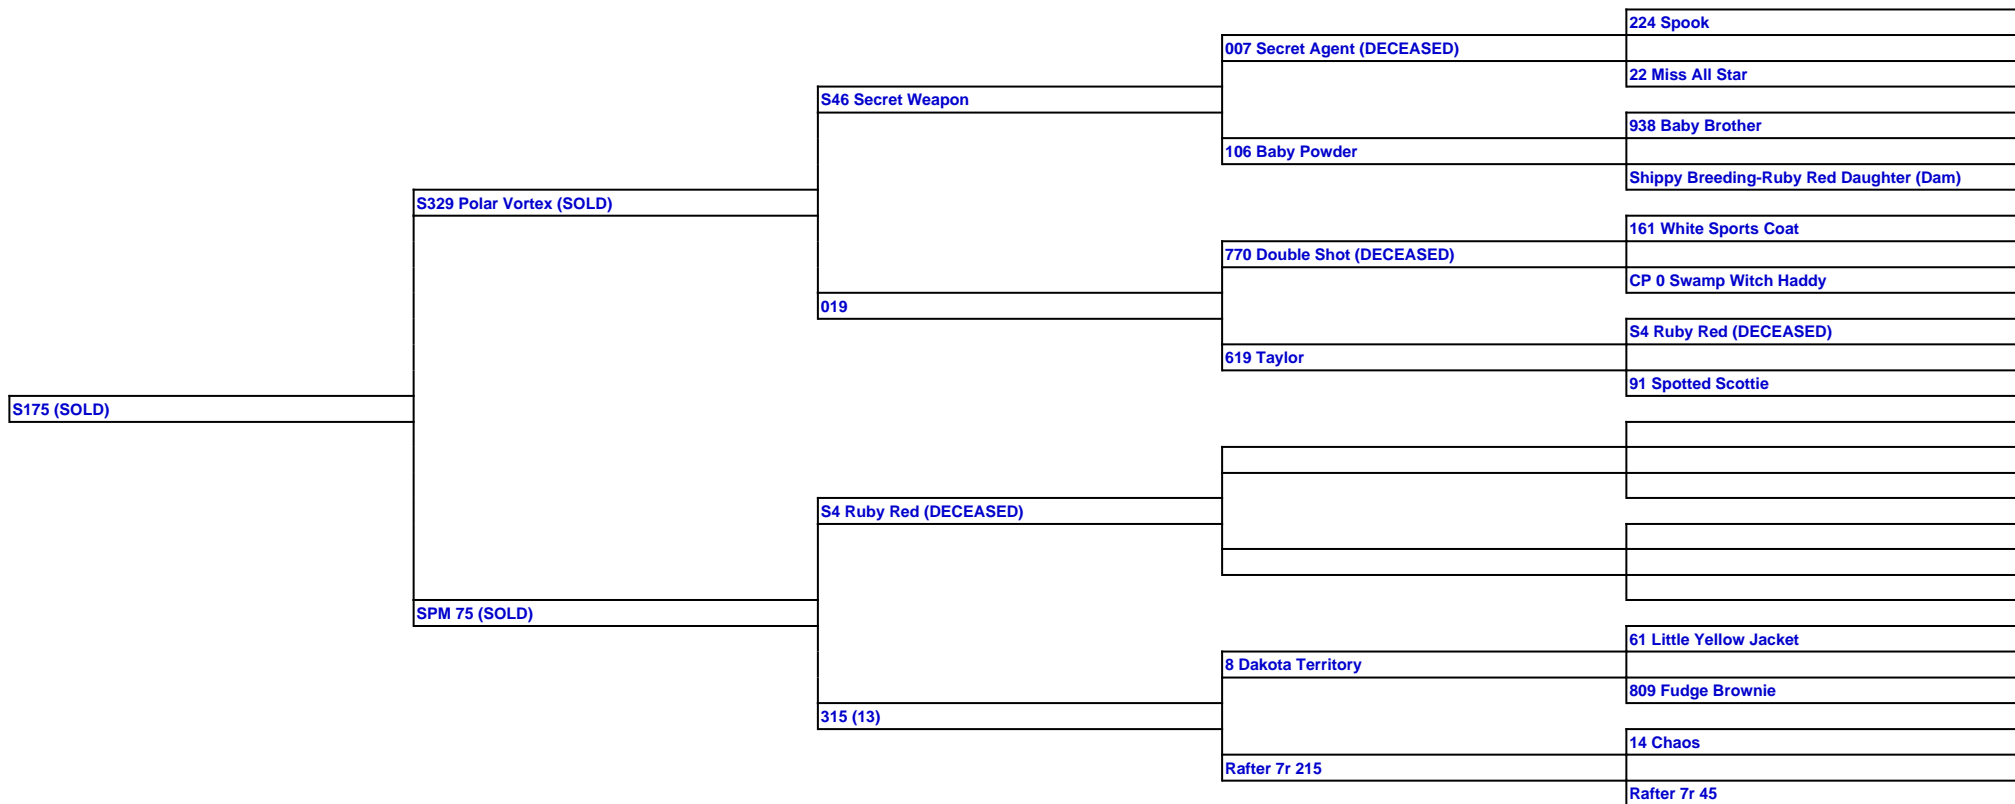 224 Spook
007 Secret Agent (DECEASED)
22 Miss All Star
S46 Secret Weapon
938 Baby Brother
106 Baby Powder
Shippy Breeding-Ruby Red Daughter (Dam)
S329 Polar Vortex (SOLD)
161 White Sports Coat
770 Double Shot (DECEASED)
CP 0 Swamp Witch Haddy
019
S4 Ruby Red (DECEASED)
619 Taylor
91 Spotted Scottie
S175 (SOLD)
S4 Ruby Red (DECEASED)
SPM 75 (SOLD)
61 Little Yellow Jacket
8 Dakota Territory
809 Fudge Brownie
315 (13)
14 Chaos
Rafter 7r 215
Rafter 7r 45